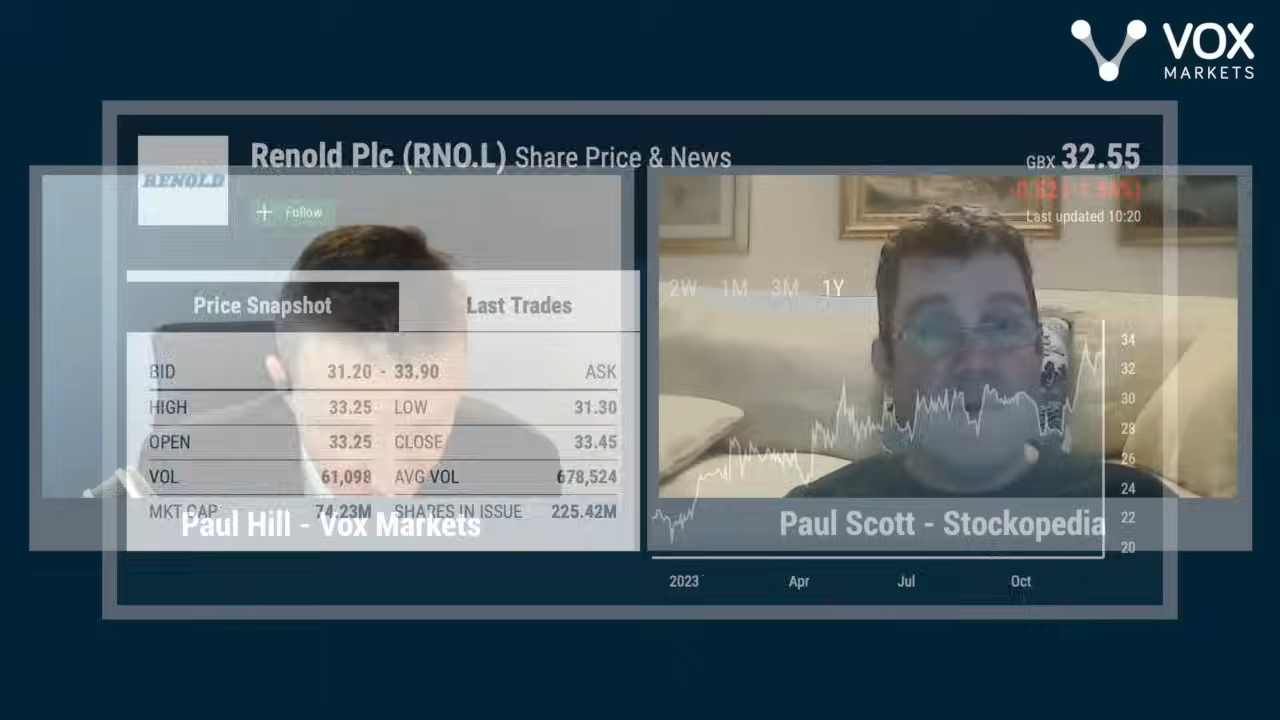 VOX
MARKETS
RENOLD
Renold Plc (RNO.L) Share Price & News
GBX 32.55
Last updated 10:20
+ Follow
2W 1M 3M 1Y
Price Snapshot Last Trades
BID 31.20 - 33.90 ASK
HIGH 33.25 LOW 31.30
OPEN 33.25 CLOSE 33.45
VOL 61,098 AVG VOL 678,524
MKT CAP 74.23M SHARES IN ISSUE 225.42M
34
32
30
28
26
24
22
20
2023 Apr Jul Oct
Paul Hill - Vox Markets
Paul Scott - Stockopedia